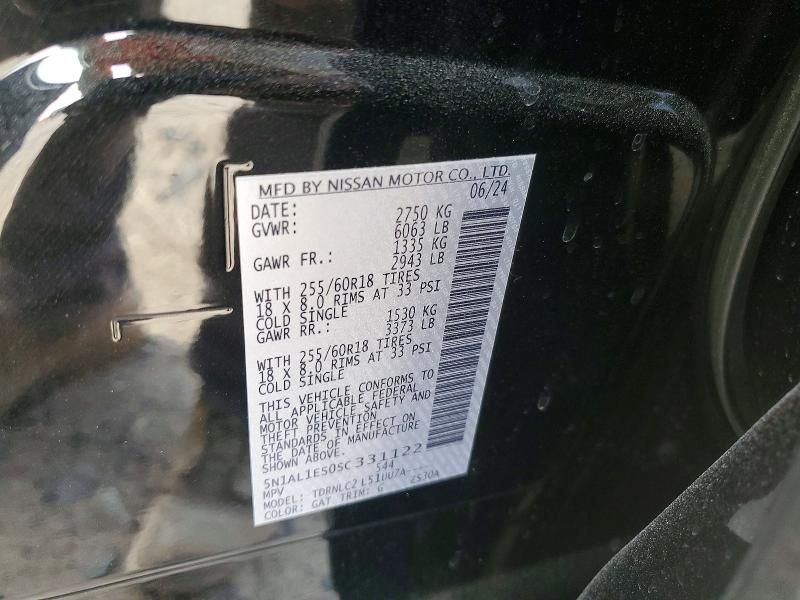 MFD BY NISSAN MOTOR CO., LTD.
DATE: 06/24
GVWR: 2750 KG
6063 LB
GAWR FR.: 1335 KG
2943 LB
WITH 255/60R18 TIRES
18 X 8.0 RIMS AT 33 PSI
COLD SINGLE
GAWR RR.: 1530 KG
3373 LB
WITH 255/60R18 TIRES
18 X 8.0 RIMS AT 33 PSI
COLD SINGLE
THIS VEHICLE CONFORMS TO
ALL APPLICABLE FEDERAL
MOTOR VEHICLE SAFETY AND
THEFT PREVENTION
STANDARDS IN EFFECT ON
THE DATE OF MANUFACTURE
SHOWN ABOVE.
5N1AL1E50SC331122
MPV 544
MODEL: TDRNLC2 L51UU7A--
COLOR: GAT TRIM: G ZS30A